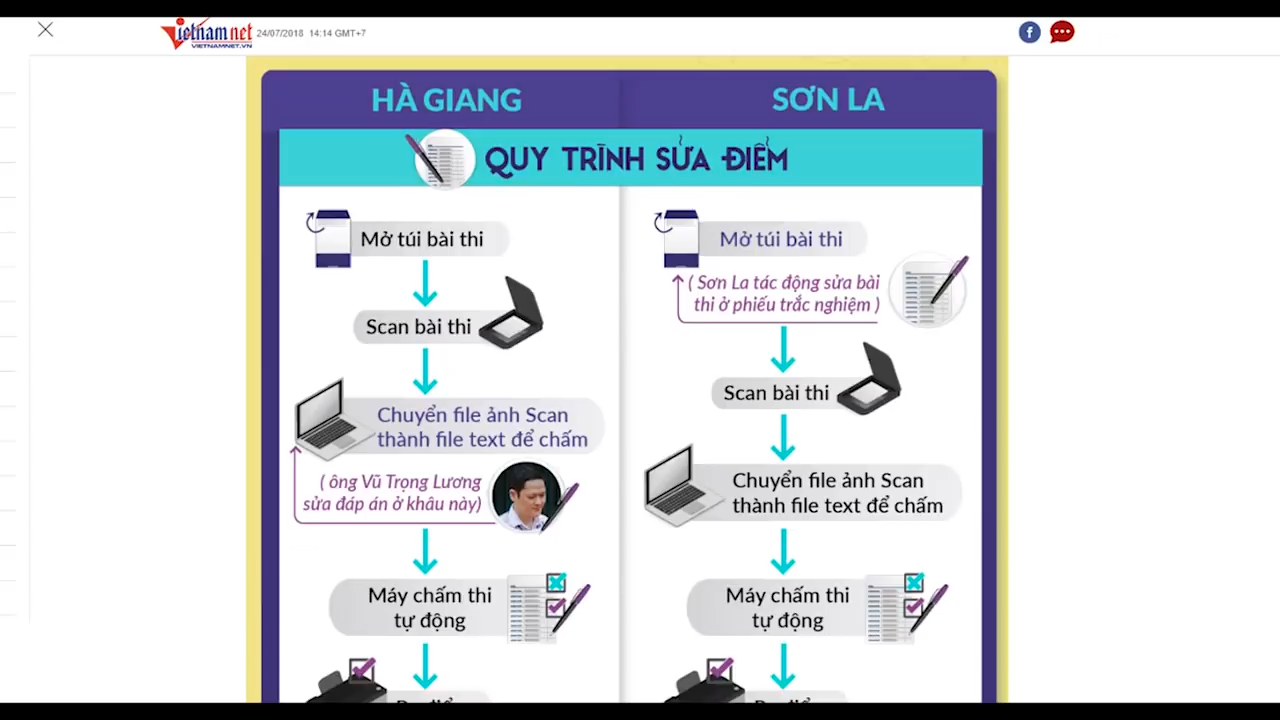 vietnamnet
VIETNAMNET.VN
24/07/2018 14:14 GMT+7
HÀ GIANG
SƠN LA
QUY TRÌNH SỬA ĐIỂM
Mở túi bài thi
Scan bài thi
Chuyển file ảnh Scan
thành file text để chấm
( ông Vũ Trọng Lương
sửa đáp án ở khâu này)
Máy chấm thi
tự động
Mở túi bài thi
( Sơn La tác động sửa bài
thi ở phiếu trắc nghiệm )
Scan bài thi
Chuyển file ảnh Scan
thành file text để chấm
Máy chấm thi
tự động